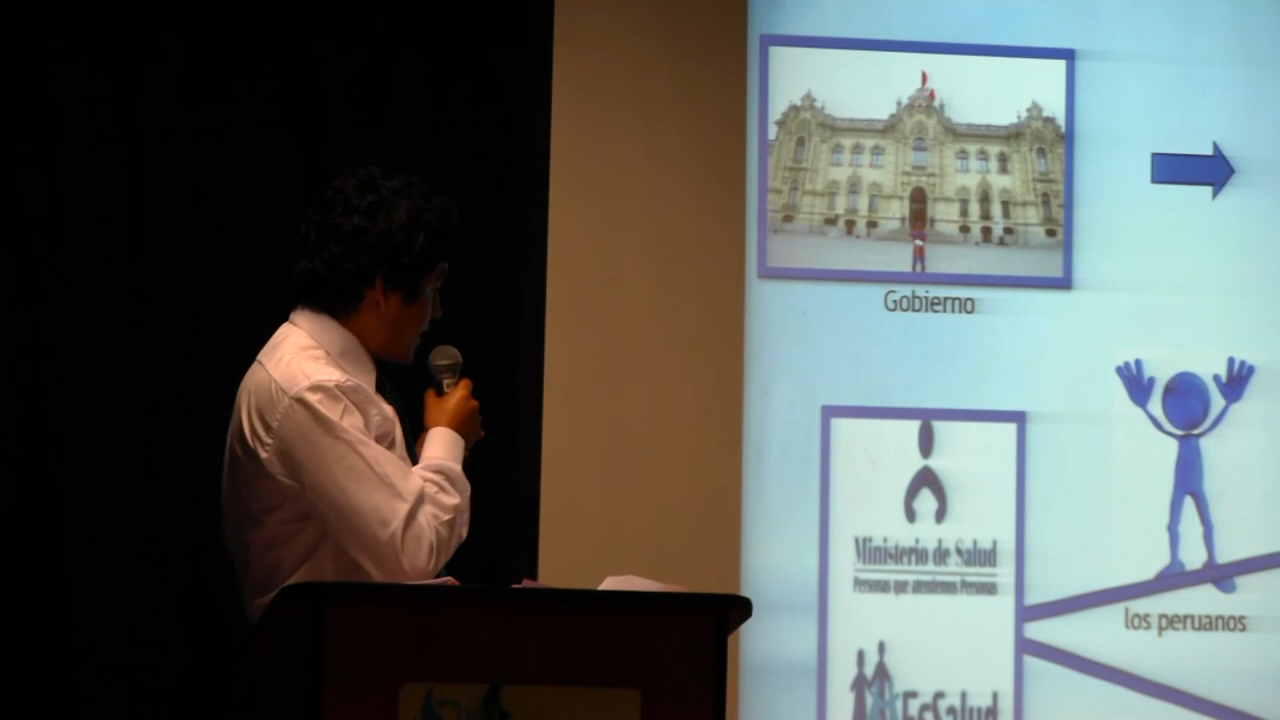 Gobierno
los peruanos
Ministerio de Salud
Personas que atendemos Personas
EsSalud